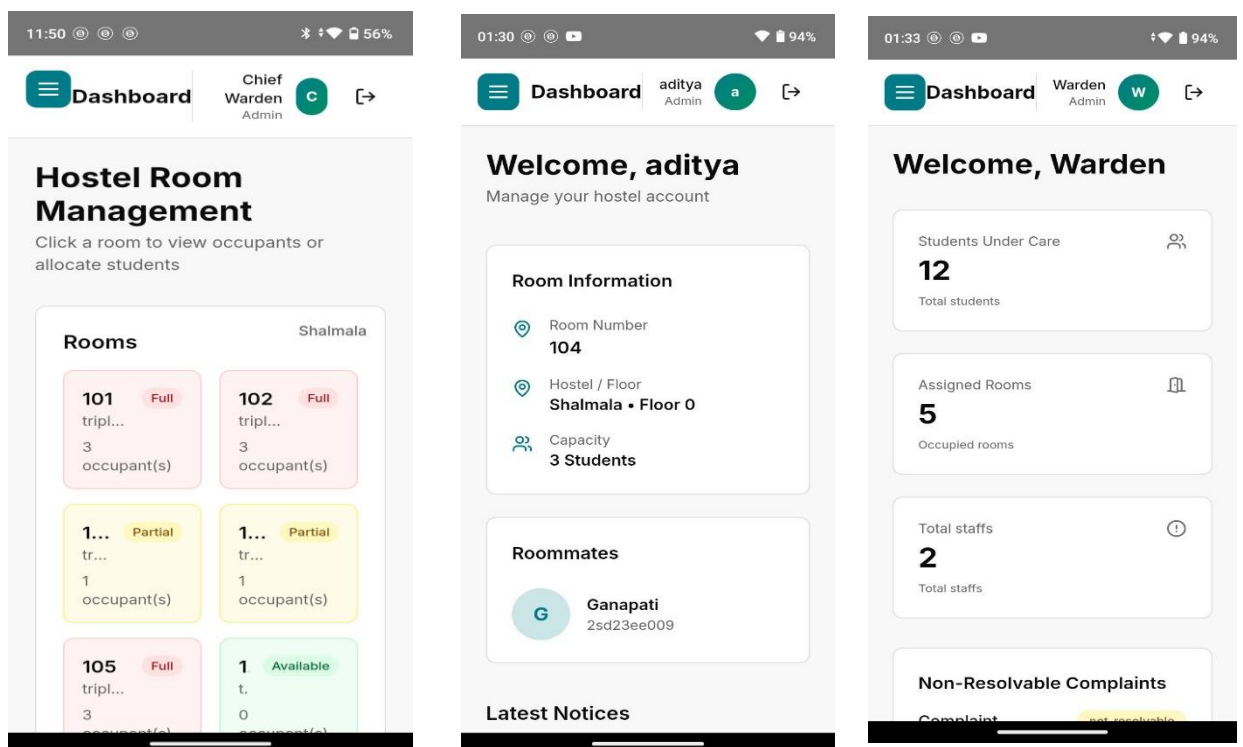 11:50
56%
Dashboard
Chief
Warden
Admin
C
Hostel Room
Management
Click a room to view occupants or
allocate students
Rooms
Shalmala
101
Full
tripl...
3
occupant(s)
102
Full
tripl...
3
occupant(s)
1...
Partial
tr...
1
occupant(s)
1...
Partial
tr...
1
occupant(s)
105
Full
tripl...
3
occupant(s)
1
Available
t.
0
occupant(s)
01:30
94%
Dashboard
aditya
Admin
a
Welcome, aditya
Manage your hostel account
Room Information
Room Number
104
Hostel / Floor
Shalmala • Floor 0
Capacity
3 Students
Roommates
G
Ganapati
2sd23ee009
Latest Notices
01:33
94%
Dashboard
Warden
Admin
W
Welcome, Warden
Students Under Care
12
Total students
Assigned Rooms
5
Occupied rooms
Total staffs
2
Total staffs
Non-Resolvable Complaints
Complaint
not-resolvable